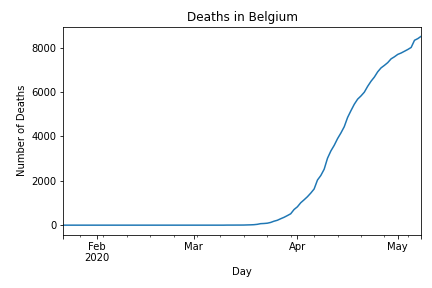 Deaths in Belgium
Number of Deaths
8000
6000
4000
2000
0
Feb
2020
Mar
Apr
May
Day